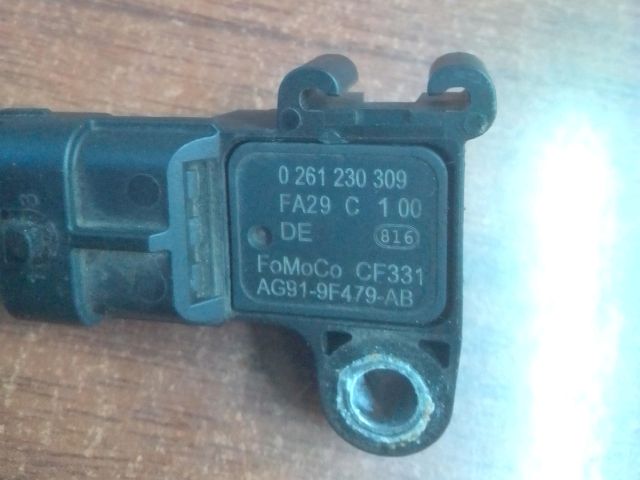 0 261 230 309
FA29 C 1 00
DE 816
FoMoCo CF331
AG91-9F479-AB